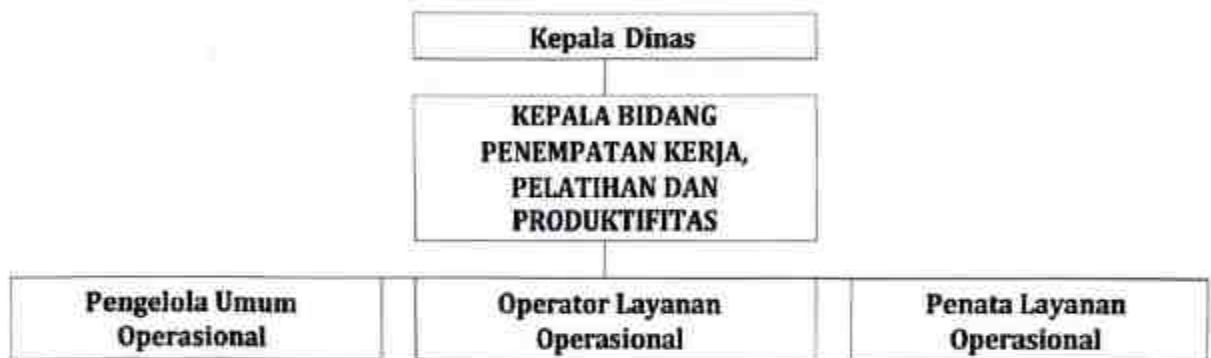 Kepala Dinas
KEPALA BIDANG
PENEMPATAN KERJA,
PELATIHAN DAN
PRODUKTIFITAS
Pengelola Umum
Operasional
Operator Layanan
Operasional
Penata Layanan
Operasional